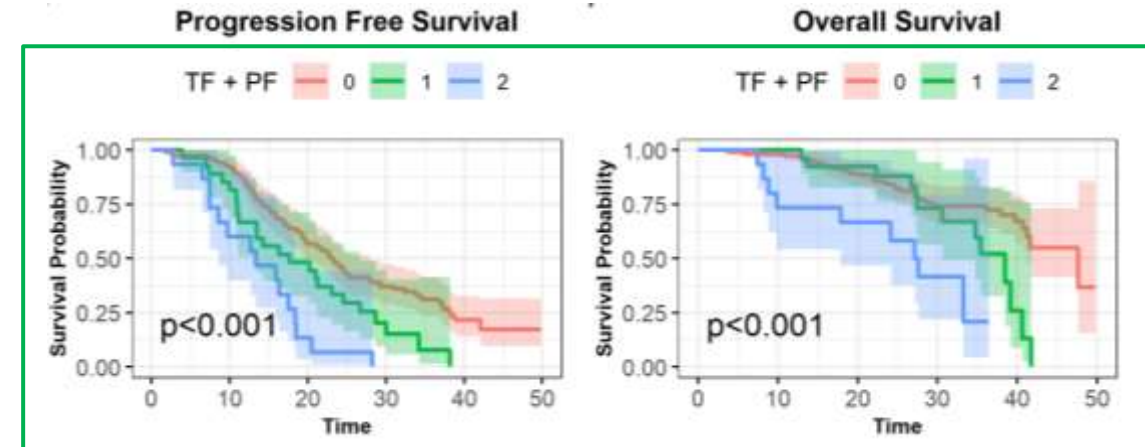 Progression Free Survival
TF + PF 0 1 2
Survival Probability
1.00
0.75
0.50
0.25
0.00
p<0.001
0 10 20 30 40 50
Time
Overall Survival
TF + PF 0 1 2
Survival Probability
1.00
0.75
0.50
0.25
0.00
p<0.001
0 10 20 30 40 50
Time